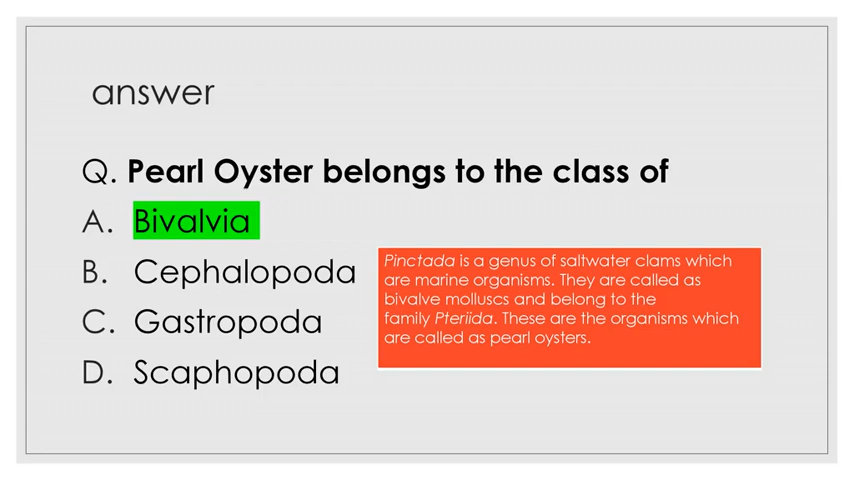 answer
Q. Pearl Oyster belongs to the class of
A. Bivalvia
B. Cephalopoda
C. Gastropoda
D. Scaphopoda
Pinctada is a genus of saltwater clams which
are marine organisms. They are called as
bivalve molluscs and belong to the
family Pteriida. These are the organisms which
are called as pearl oysters.